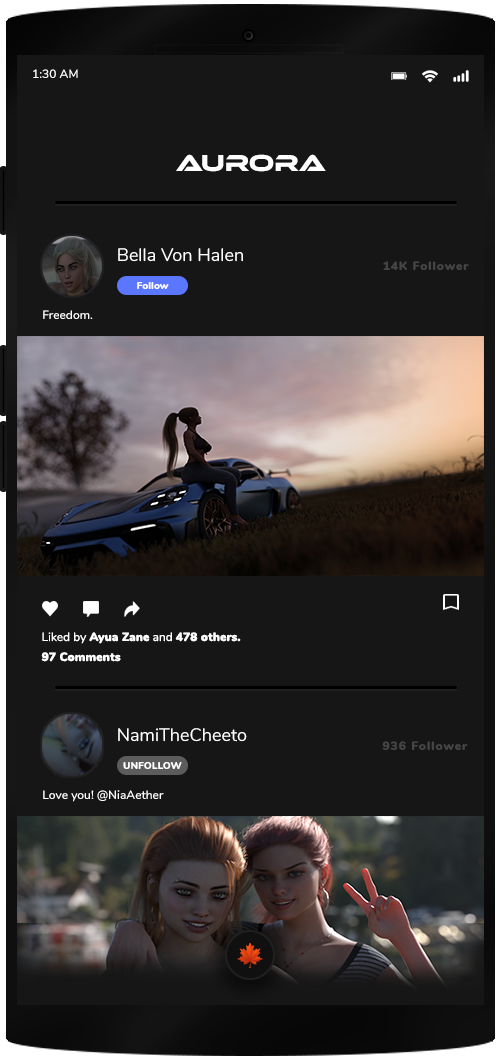 1:30 AM
AURORA
Bella Von Halen
14K Follower
Follow
Freedom.
Liked by Ayua Zane and 478 others.
97 Comments
NamiTheCheeto
936 Follower
UNFOLLOW
Love you! @NiaAether